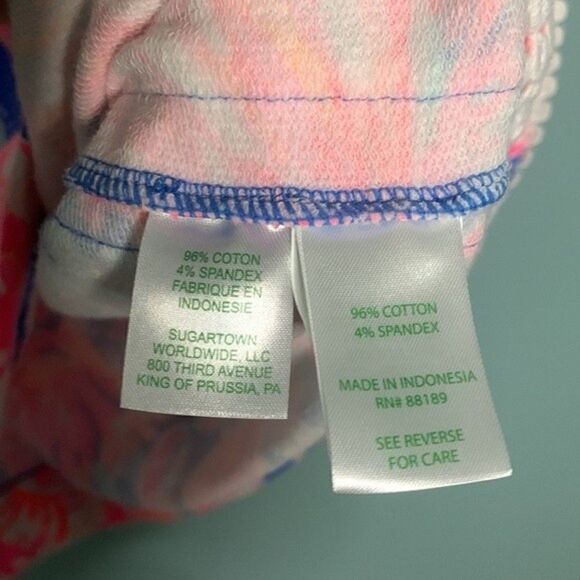 96% COTON
4% SPANDEX
FABRIQUE EN
INDONESIE
SUGARTOWN
WORLDWIDE, LLC
800 THIRD AVENUE
KING OF PRUSSIA, PA
96% COTTON
4% SPANDEX
MADE IN INDONESIA
RN# 88189
SEE REVERSE
FOR CARE